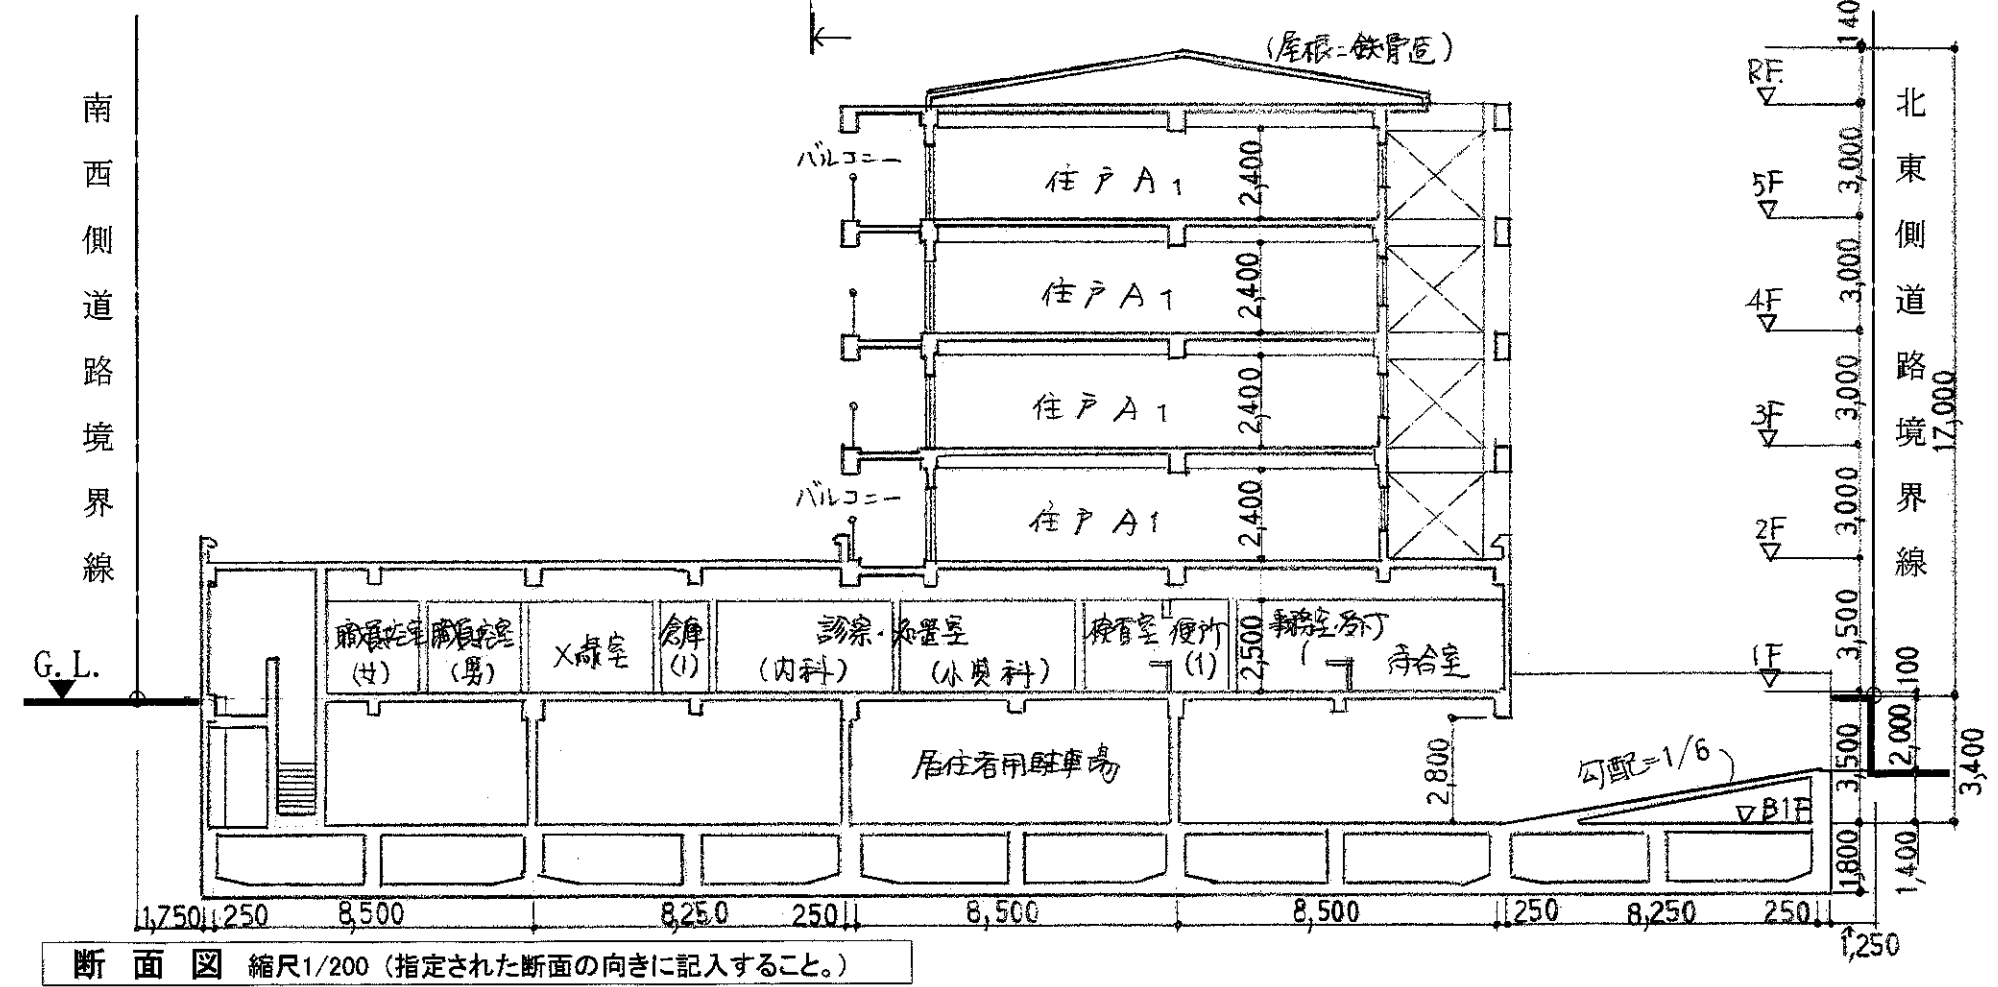 140
(屋根:鉄骨造)
RF
南西側道路境界線
北東側道路境界線
バルコニー
住戸A1
2,400
5F
3,000
住戸A1
2,400
4F
3,000
住戸A1
2,400
3F
3,000
17,000
バルコニー
住戸A1
2,400
2F
3,000
G.L.
職員控室
(女)
職員控室
(男)
X線室
倉庫
(1)
診察・処置室
(内科)
(小児科)
検査室
便所
(1)
2,500
事務室・受付
待合室
1F
3,500
100
居住者用駐車場
2,800
勾配=1/6
B1F
3,500
2,000
3,400
1,800
1,400
1,750
250
8,500
8,250
250
8,500
8,500
250
8,250
250
1,250
断面図 縮尺1/200 (指定された断面の向きに記入すること。)